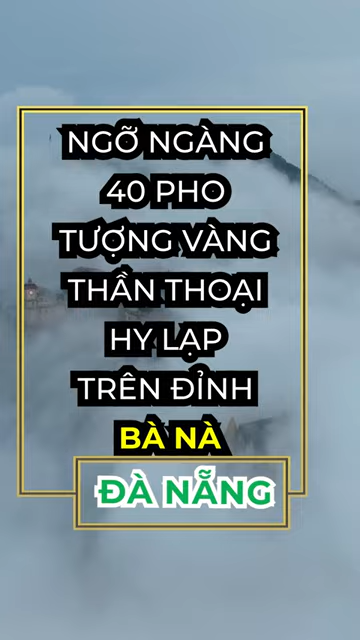 NGỠ NGÀNG
40 PHO
TƯỢNG VÀNG
THẦN THOẠI
HY LẠP
TRÊN ĐỈNH
BÀ NÀ
ĐÀ NẴNG